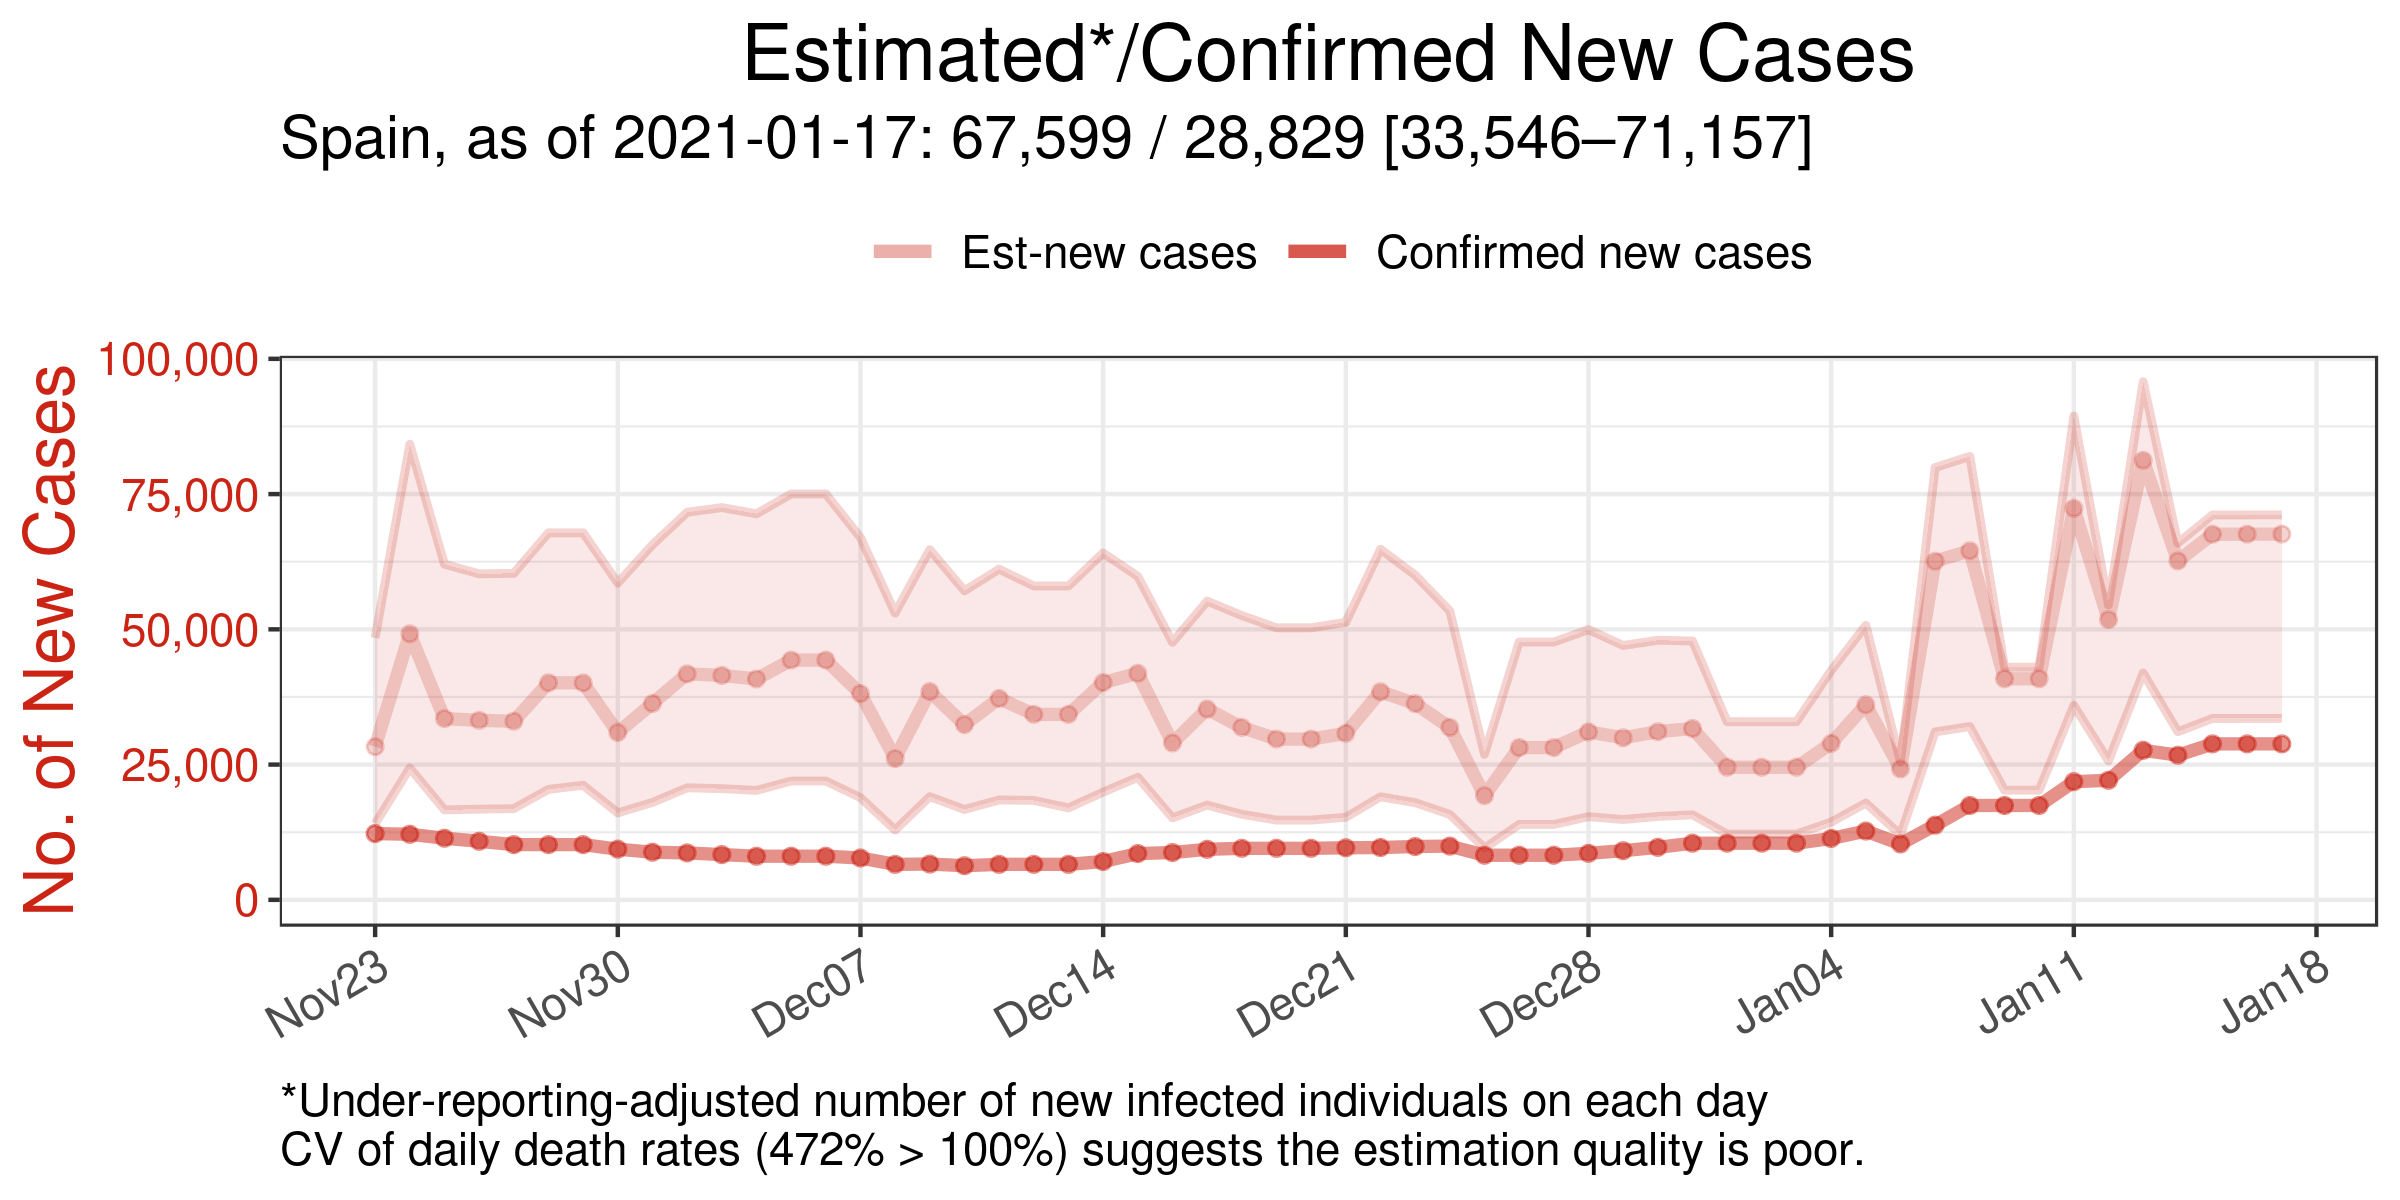 Estimated*/Confirmed New Cases
Spain, as of 2021-01-17: 67,599 / 28,829 [33,546–71,157]
Est-new cases Confirmed new cases
No. of New Cases
100,000
75,000
50,000
25,000
0
Nov23 Nov30 Dec07 Dec14 Dec21 Dec28 Jan04 Jan11 Jan18
*Under-reporting-adjusted number of new infected individuals on each day
CV of daily death rates (472% > 100%) suggests the estimation quality is poor.